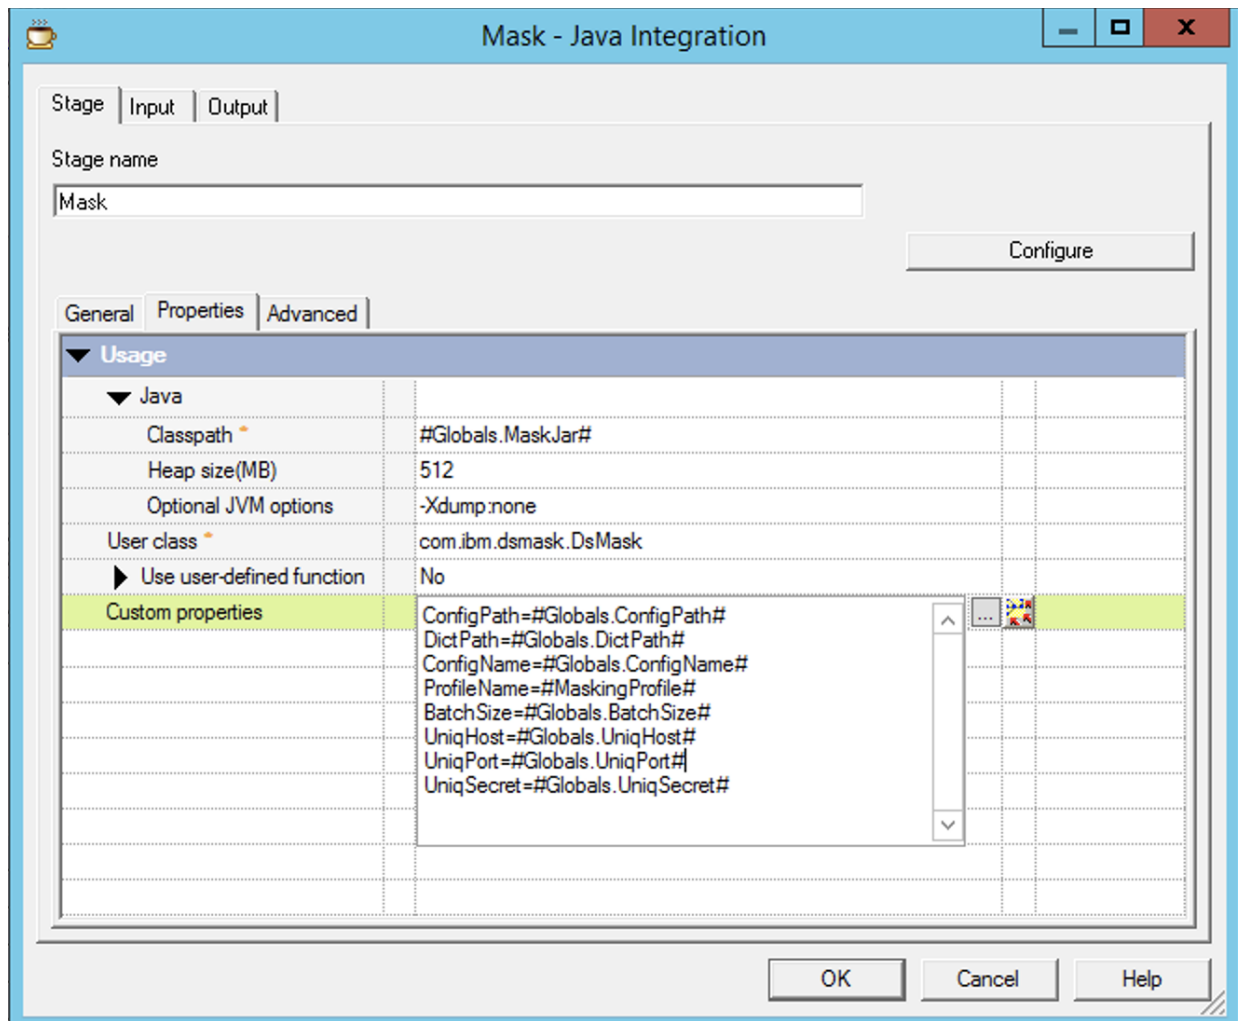 Mask - Java Integration
Stage Input Output
Stage name
Mask
Configure
General Properties Advanced
Usage
Java
Classpath #Globals.MaskJar#
Heap size(MB) 512
Optional JVM options -Xdump:none
User class com.ibm.dsmask.DsMask
Use user-defined function No
Custom properties ConfigPath=#Globals.ConfigPath#
DictPath=#Globals.DictPath#
ConfigName=#Globals.ConfigName#
ProfileName=#MaskingProfile#
BatchSize=#Globals.BatchSize#
UniqHost=#Globals.UniqHost#
UniqPort=#Globals.UniqPort#
UniqSecret=#Globals.UniqSecret#
...
OK Cancel Help